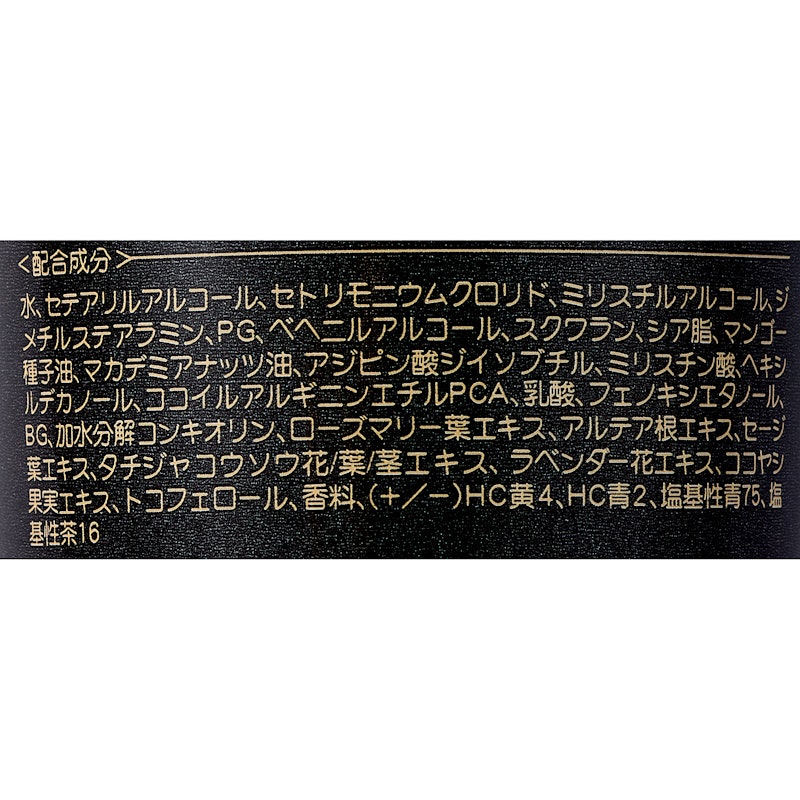 <配合成分>
水、セテアリルアルコール、セトリモニウムクロリド、ミリスチルアルコール、ジ
メチルステアラミン、PG、ベヘニルアルコール、スクワラン、シア脂、マンゴー
種子油、マカデミアナッツ油、アジピン酸ジイソブチル、ミリスチン酸、ヘキシ
ルデカノール、ココイルアルギニンエチルPCA、乳酸、フェノキシエタノール、
BG、加水分解コンキオリン、ローズマリー葉エキス、アルテア根エキス、セージ
葉エキス、タチジャコウソウ花/葉/茎エキス、ラベンダー花エキス、ココヤシ
果実エキス、トコフェロール、香料、(+/−)HC黄4、HC青2、塩基性青75、塩
基性茶16